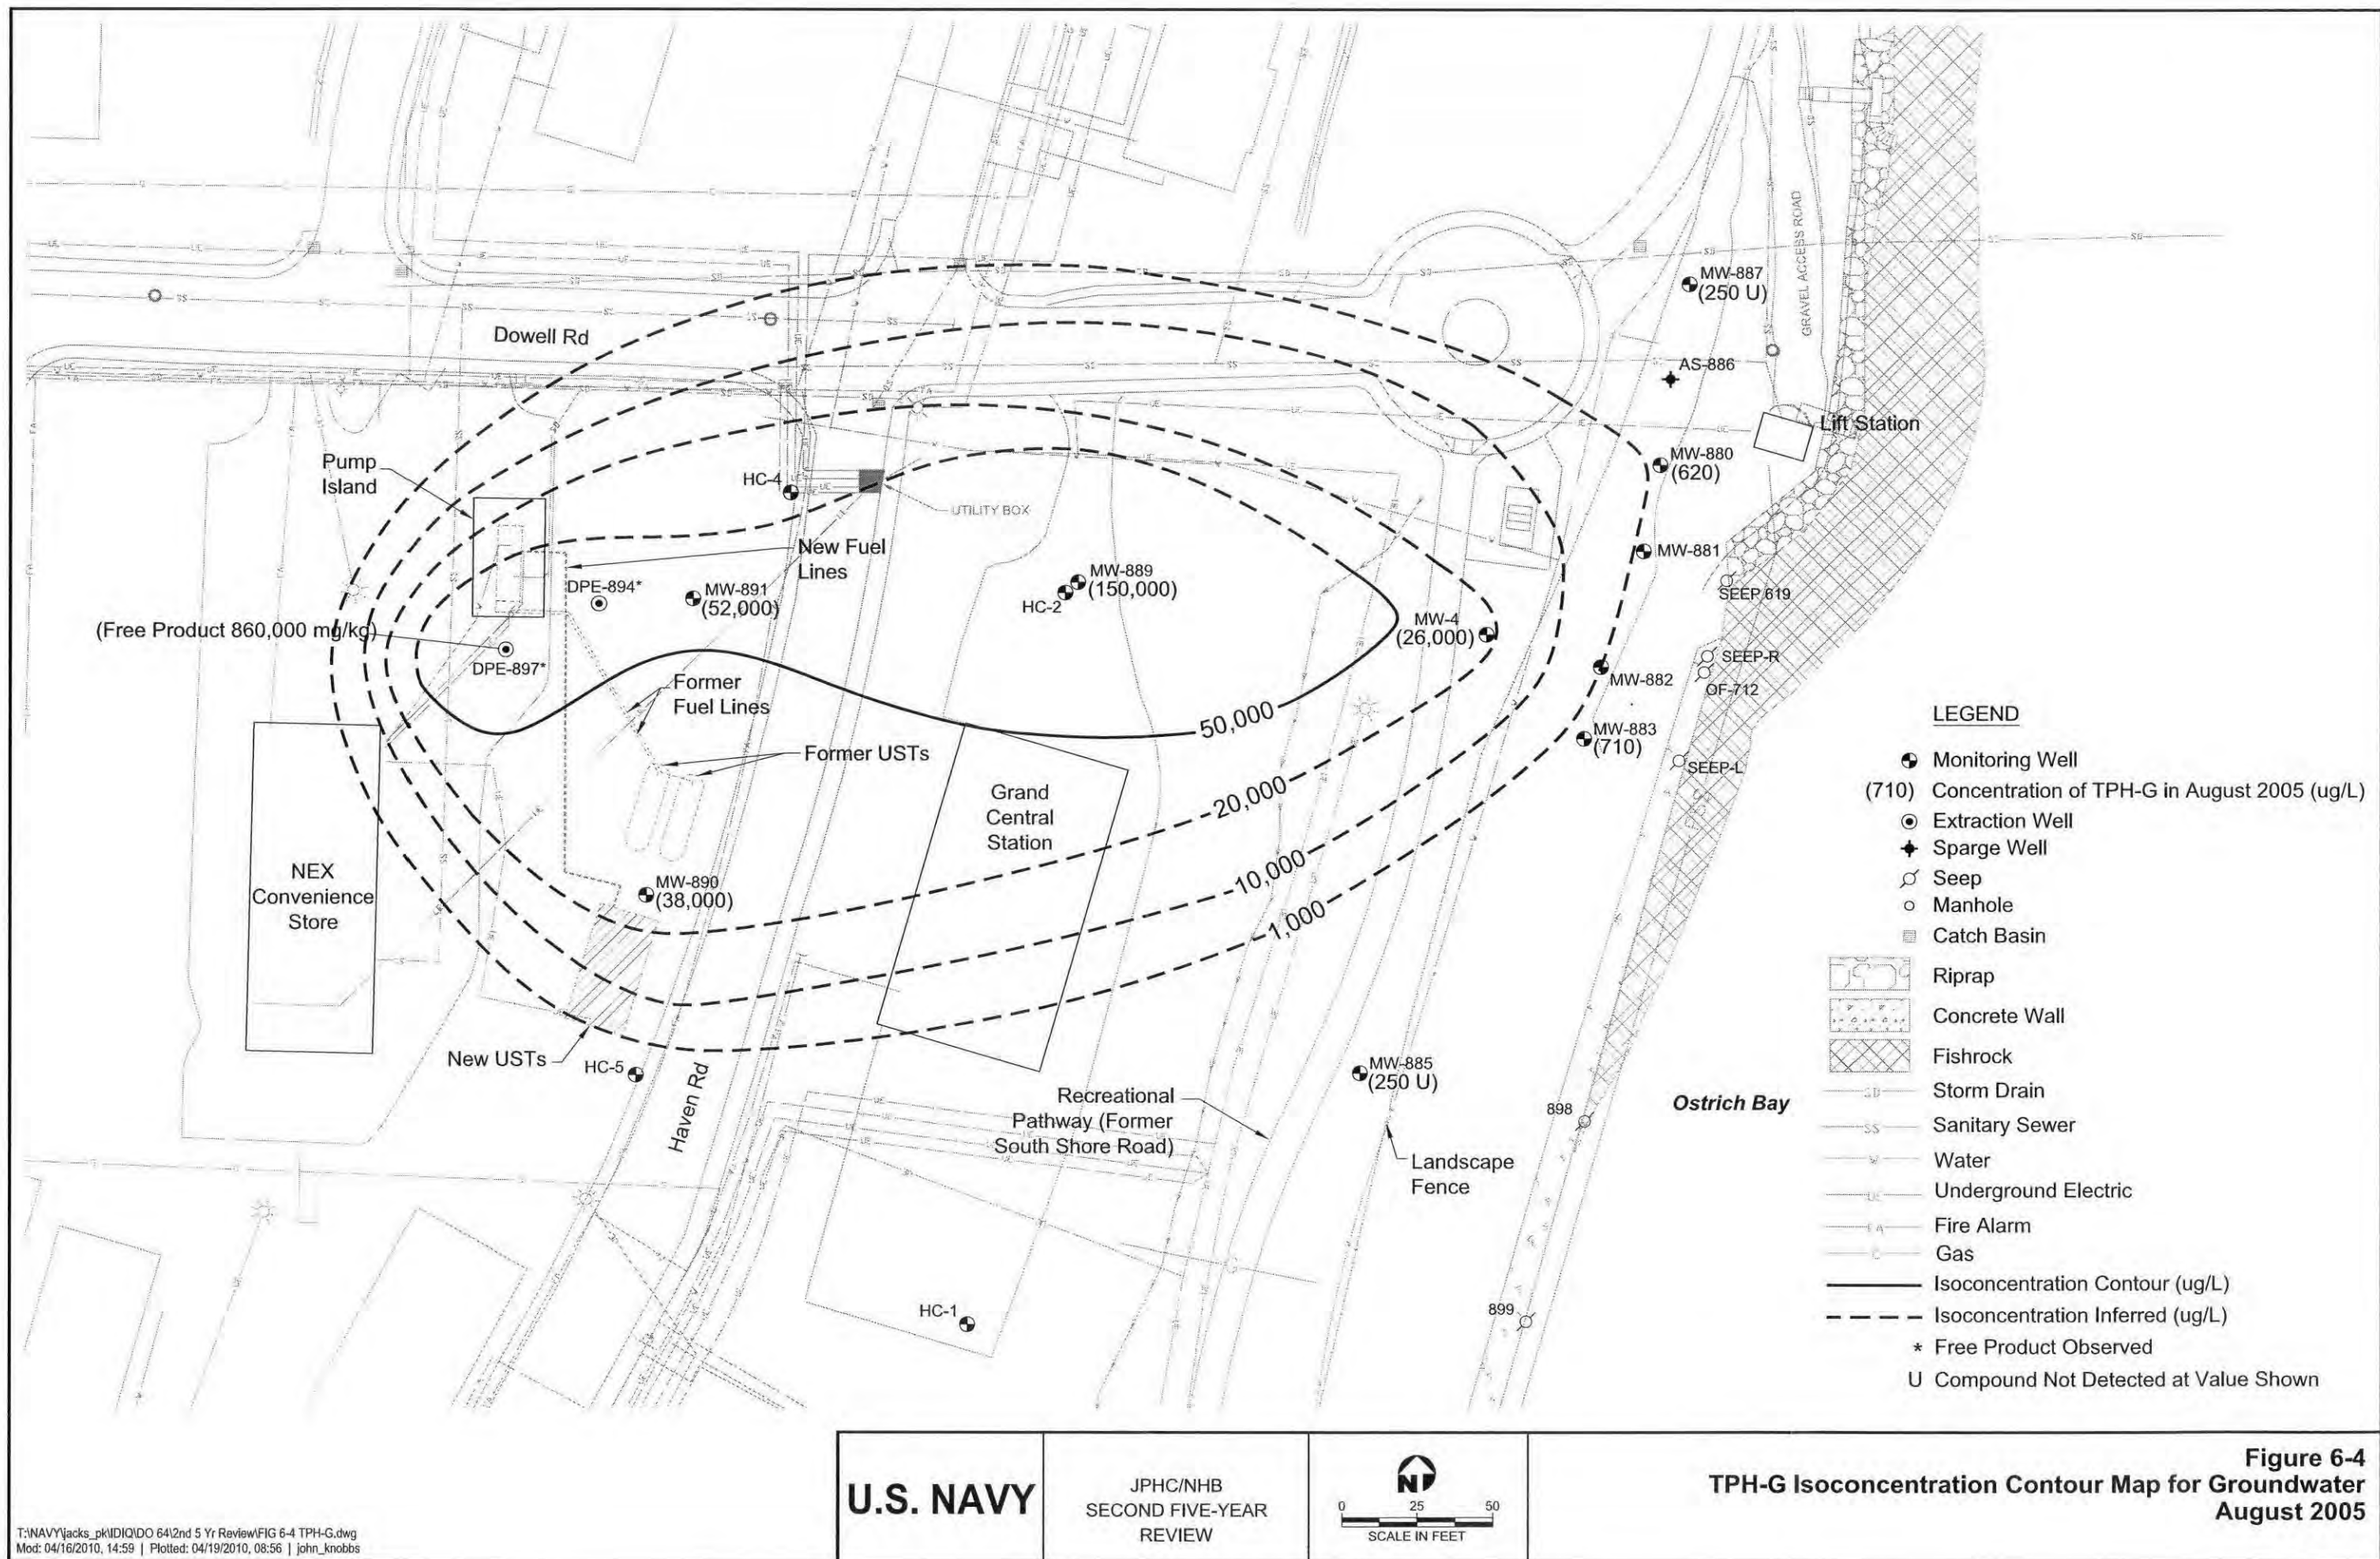 Dowell Rd
MW-887
(250 U)
GRAVEL ACCESS ROAD
AS-886
Lift Station
MW-880
(620)
Pump
Island
HC-4
UTILITY BOX
MW-881
New Fuel
Lines
DPE-894*
MW-891
(52,000)
MW-889
(150,000)
HC-2
SEEP 619
MW-4
(26,000)
(Free Product 860,000 mg/kg)
DPE-897*
SEEP-R
OF-712
MW-882
Former
Fuel Lines
50,000
MW-883
(710)
SEEP-L
Former USTs
20,000
Grand
Central
Station
10,000
NEX
Convenience
Store
MW-890
(38,000)
1,000
New USTs
HC-5
Haven Rd
MW-885
(250 U)
Recreational
Pathway (Former
South Shore Road)
898
Ostrich Bay
Landscape
Fence
HC-1
899
LEGEND
Monitoring Well
(710) Concentration of TPH-G in August 2005 (ug/L)
Extraction Well
Sparge Well
Seep
Manhole
Catch Basin
Riprap
Concrete Wall
Fishrock
SD Storm Drain
SS Sanitary Sewer
W Water
UE Underground Electric
FA Fire Alarm
G Gas
Isoconcentration Contour (ug/L)
Isoconcentration Inferred (ug/L)
* Free Product Observed
U Compound Not Detected at Value Shown
T:\NAVY\jacks_pk\IDIQ\DO 64\2nd 5 Yr Review\FIG 6-4 TPH-G.dwg
Mod: 04/16/2010, 14:59 | Plotted: 04/19/2010, 08:56 | john_knobbs
U.S. NAVY
JPHC/NHB
SECOND FIVE-YEAR
REVIEW
N
0 25 50
SCALE IN FEET
Figure 6-4
TPH-G Isoconcentration Contour Map for Groundwater
August 2005